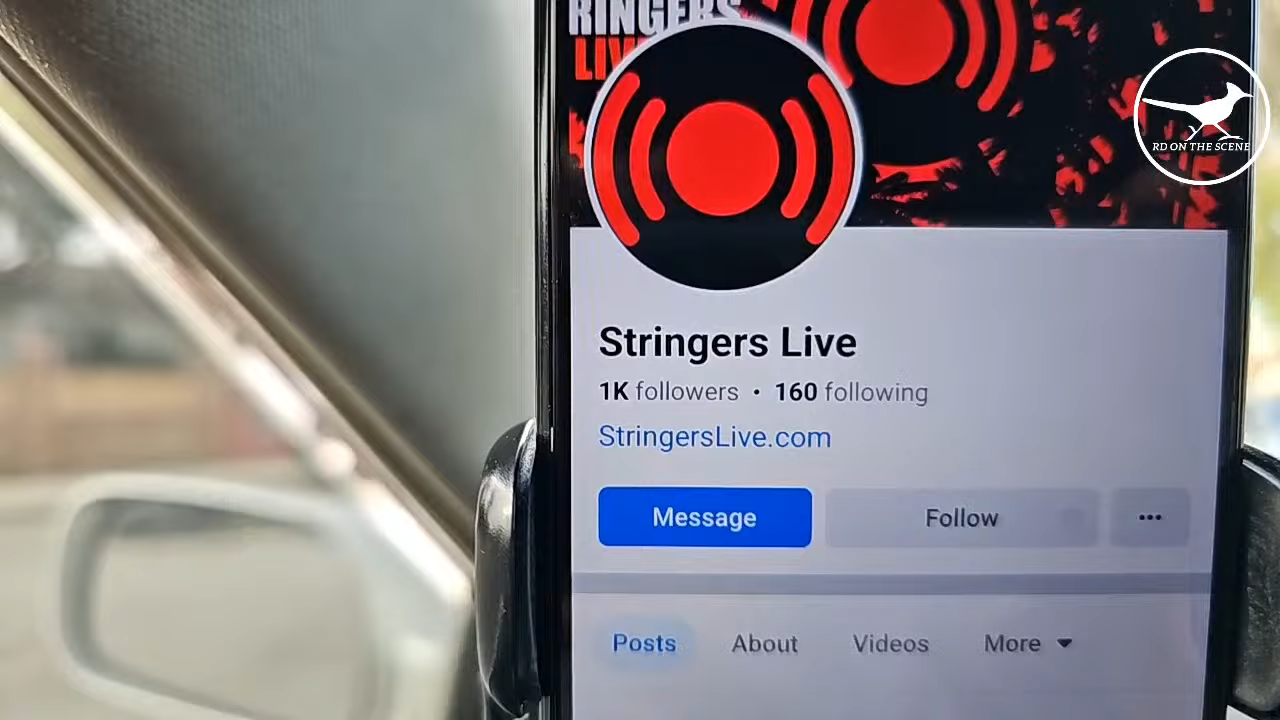 RINGERS
LIV
RD ON THE SCENE
Stringers Live
1K followers • 160 following
StringersLive.com
Message
Follow
Posts
About
Videos
More